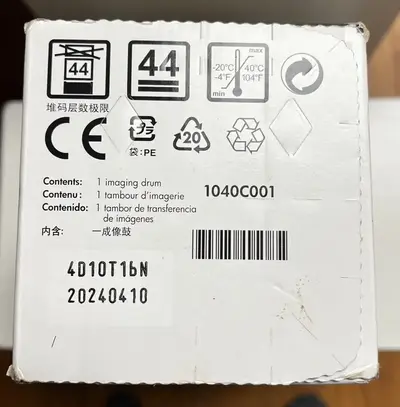 44
堆码层数极限
44
max
-20°C 40°C
-4°F 104°F
min
CE
プラ
袋:PE
20
Contents: 1 imaging drum
Contenu: 1 tambour d'imagerie
Contenido: 1 tambor de transferencia
de imágenes
内含: 一成像鼓
1040C001
4D10T16N
20240410